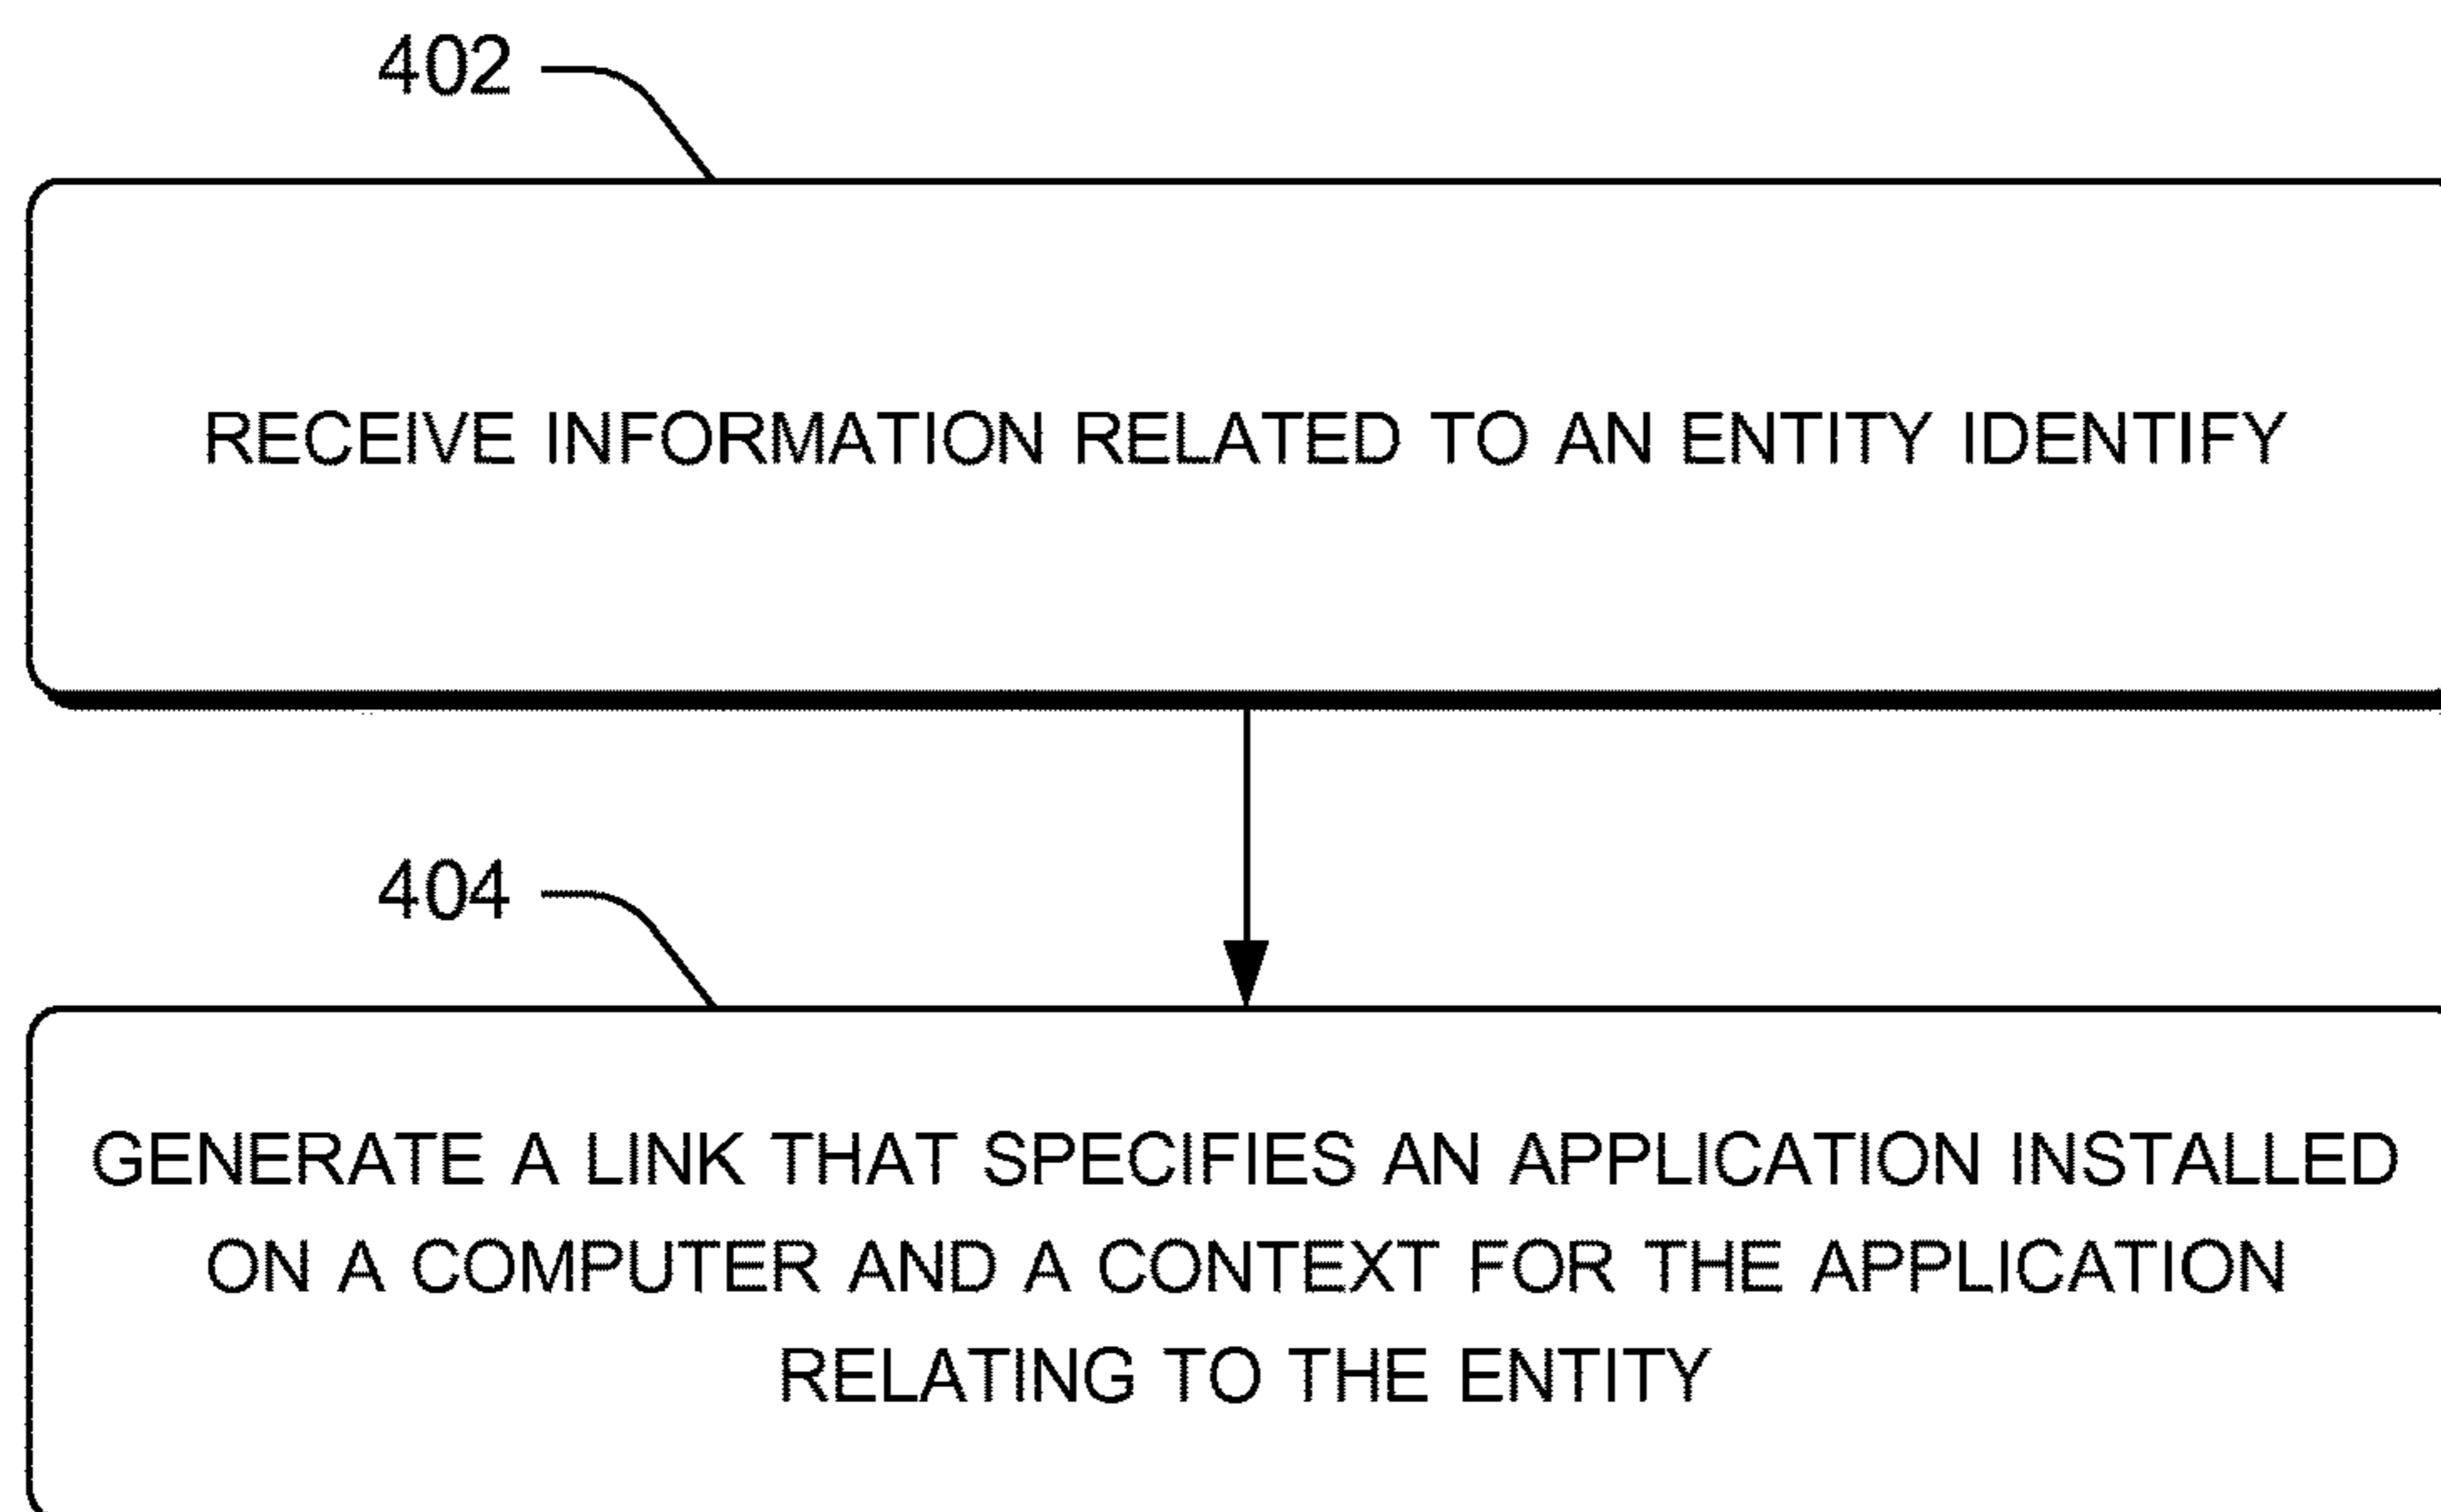 402
RECEIVE INFORMATION RELATED TO AN ENTITY IDENTIFY
404
GENERATE A LINK THAT SPECIFIES AN APPLICATION INSTALLED
ON A COMPUTER AND A CONTEXT FOR THE APPLICATION
RELATING TO THE ENTITY